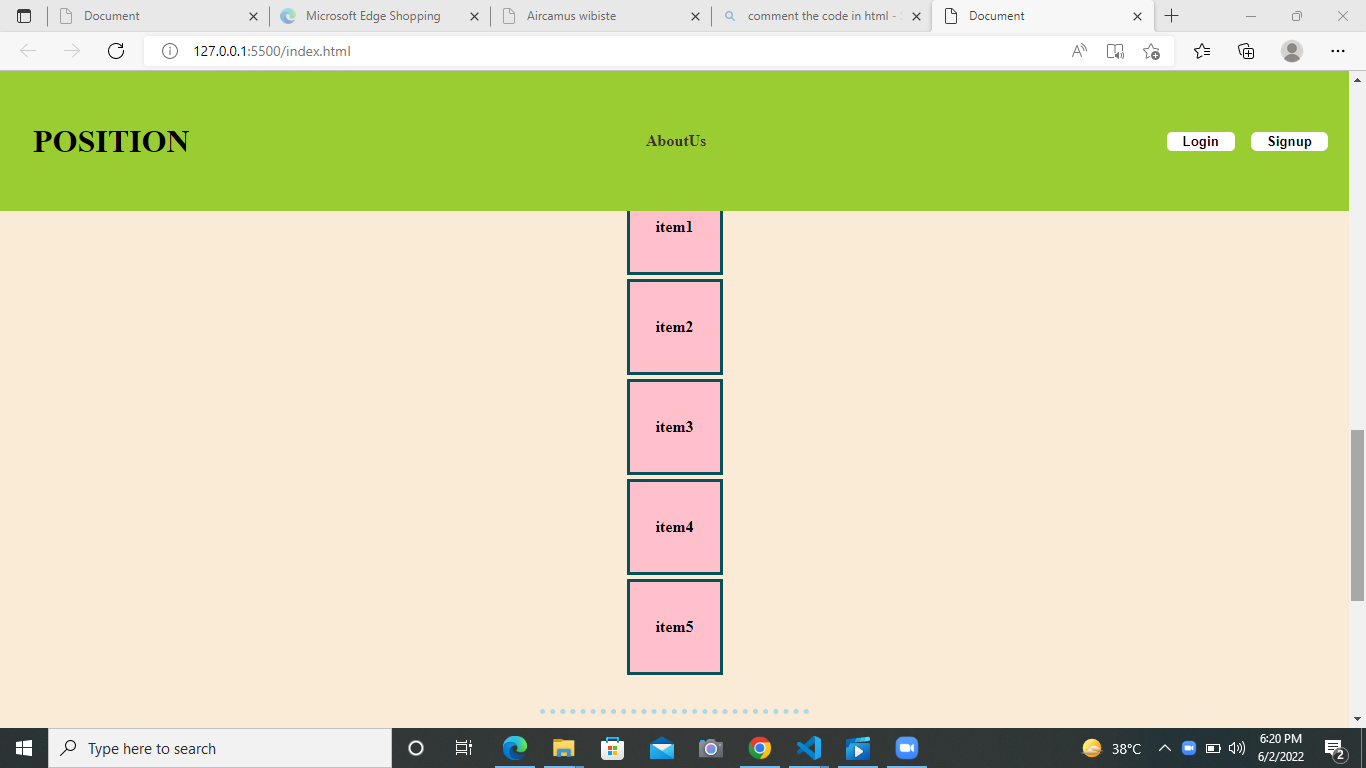 Document
Microsoft Edge Shopping
Aircamus wibiste
comment the code in html -
Document
127.0.0.1:5500/index.html
POSITION
AboutUs
Login
Signup
item1
item2
item3
item4
item5
Type here to search
38°C
6:20 PM
6/2/2022
2